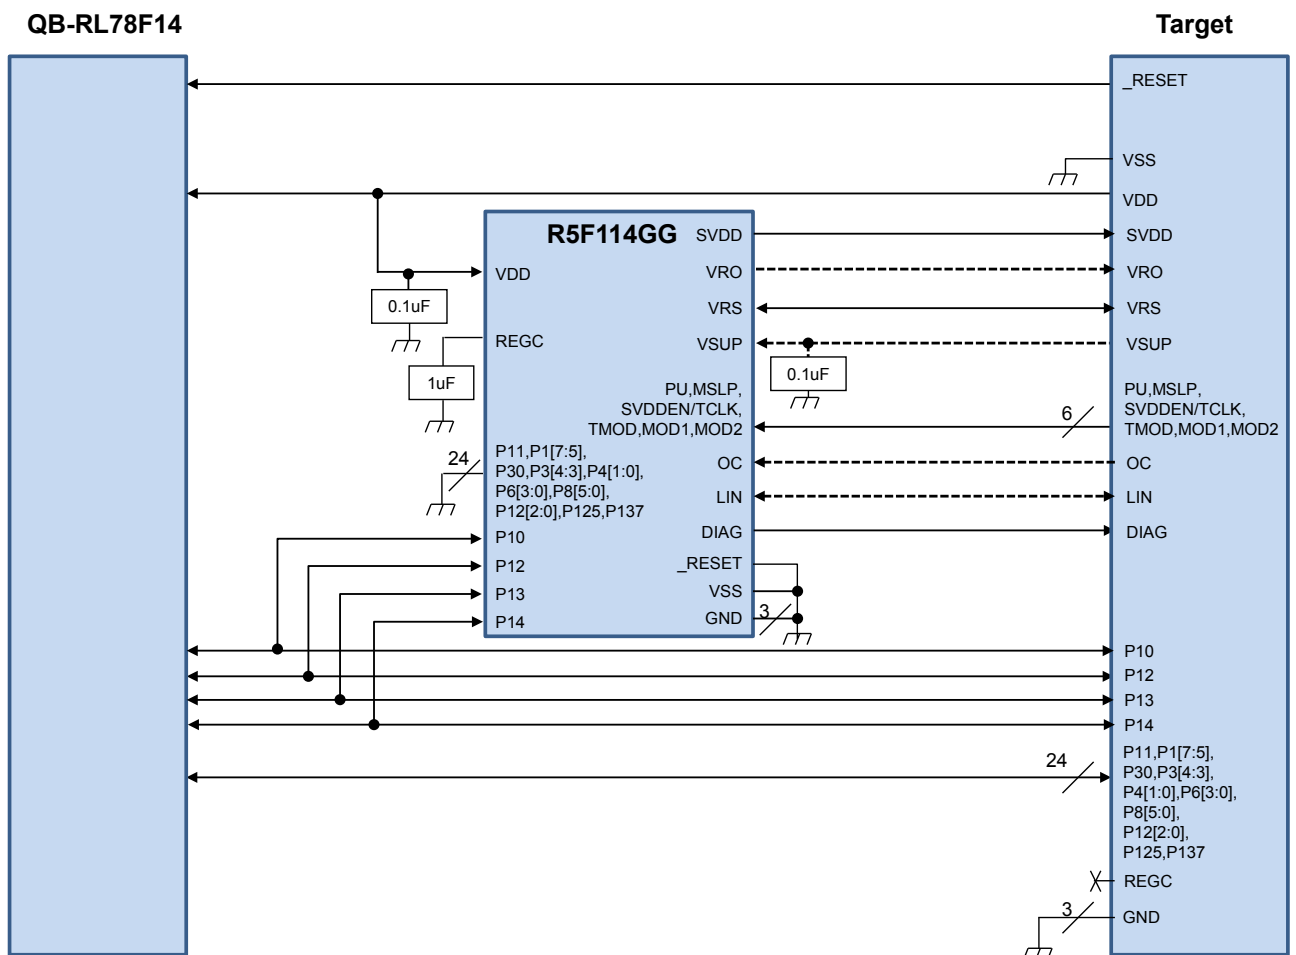 QB-RL78F14
Target
_RESET
VSS
VDD
R5F114GG
SVDD
SVDD
VDD
VRO
VRO
0.1uF
VRS
VRS
REGC
VSUP
VSUP
1uF
0.1uF
PU,MSLP,
SVDDEN/TCLK,
TMOD,MOD1,MOD2
6
PU,MSLP,
SVDDEN/TCLK,
TMOD,MOD1,MOD2
24
P11,P1[7:5],
P30,P3[4:3],P4[1:0],
P6[3:0],P8[5:0],
P12[2:0],P125,P137
OC
OC
LIN
LIN
P10
DIAG
DIAG
P12
_RESET
P13
VSS
P14
GND
3
P10
P12
P13
P14
24
P11,P1[7:5],
P30,P3[4:3],
P4[1:0],P6[3:0],
P8[5:0],
P12[2:0],
P125,P137
REGC
3
GND